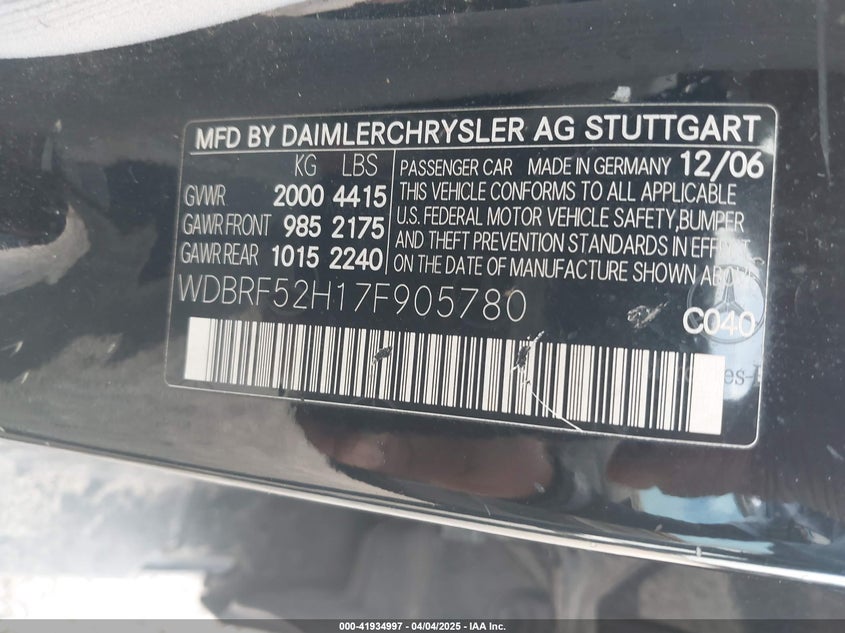 MFD BY DAIMLERCHRYSLER AG STUTTGART
KG LBS
GVWR 2000 4415
GAWR FRONT 985 2175
GAWR REAR 1015 2240
PASSENGER CAR MADE IN GERMANY 12/06
THIS VEHICLE CONFORMS TO ALL APPLICABLE
U.S. FEDERAL MOTOR VEHICLE SAFETY,BUMPER
AND THEFT PREVENTION STANDARDS IN EFFECT
ON THE DATE OF MANUFACTURE SHOWN ABOVE
WDBRF52H17F905780
C040
000-41934997 - 04/04/2025 - IAA Inc.